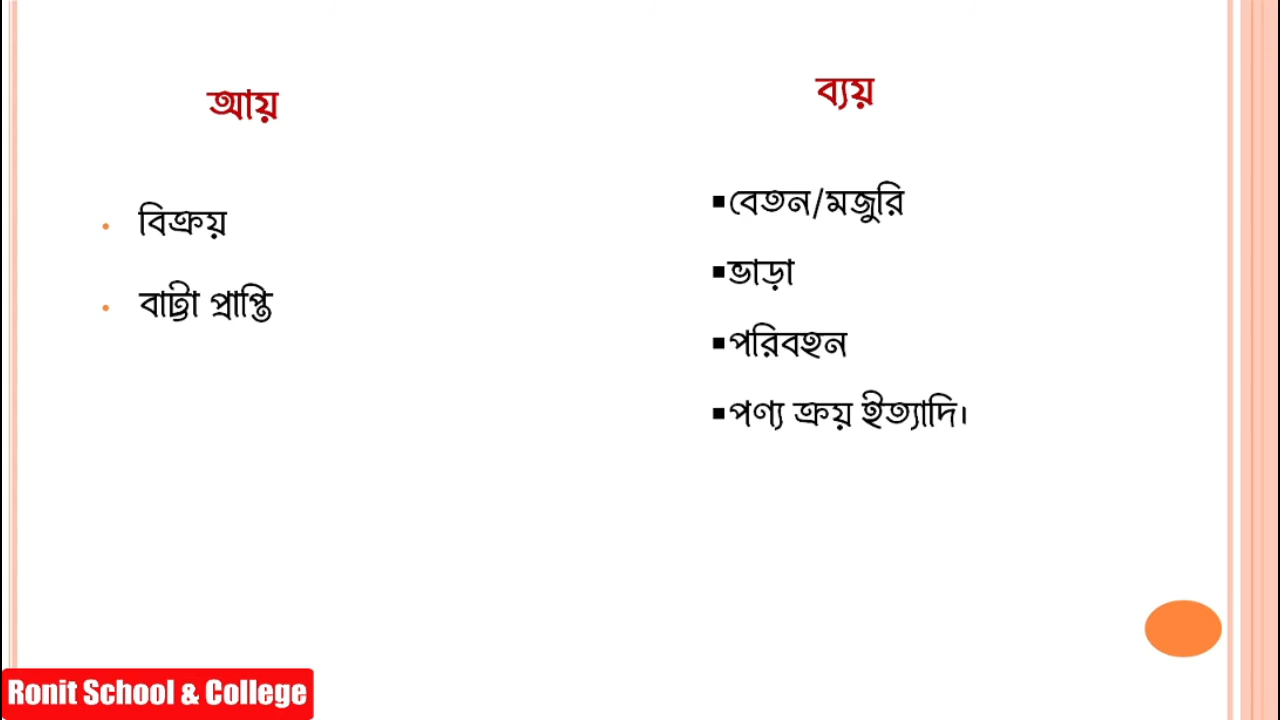 আয়
বিক্রয়
বাট্টা প্রাপ্তি
ব্যয়
▪বেতন/মজুরি
▪ভাড়া
▪পরিবহন
▪পণ্য ক্রয় ইত্যাদি।
Ronit School & College